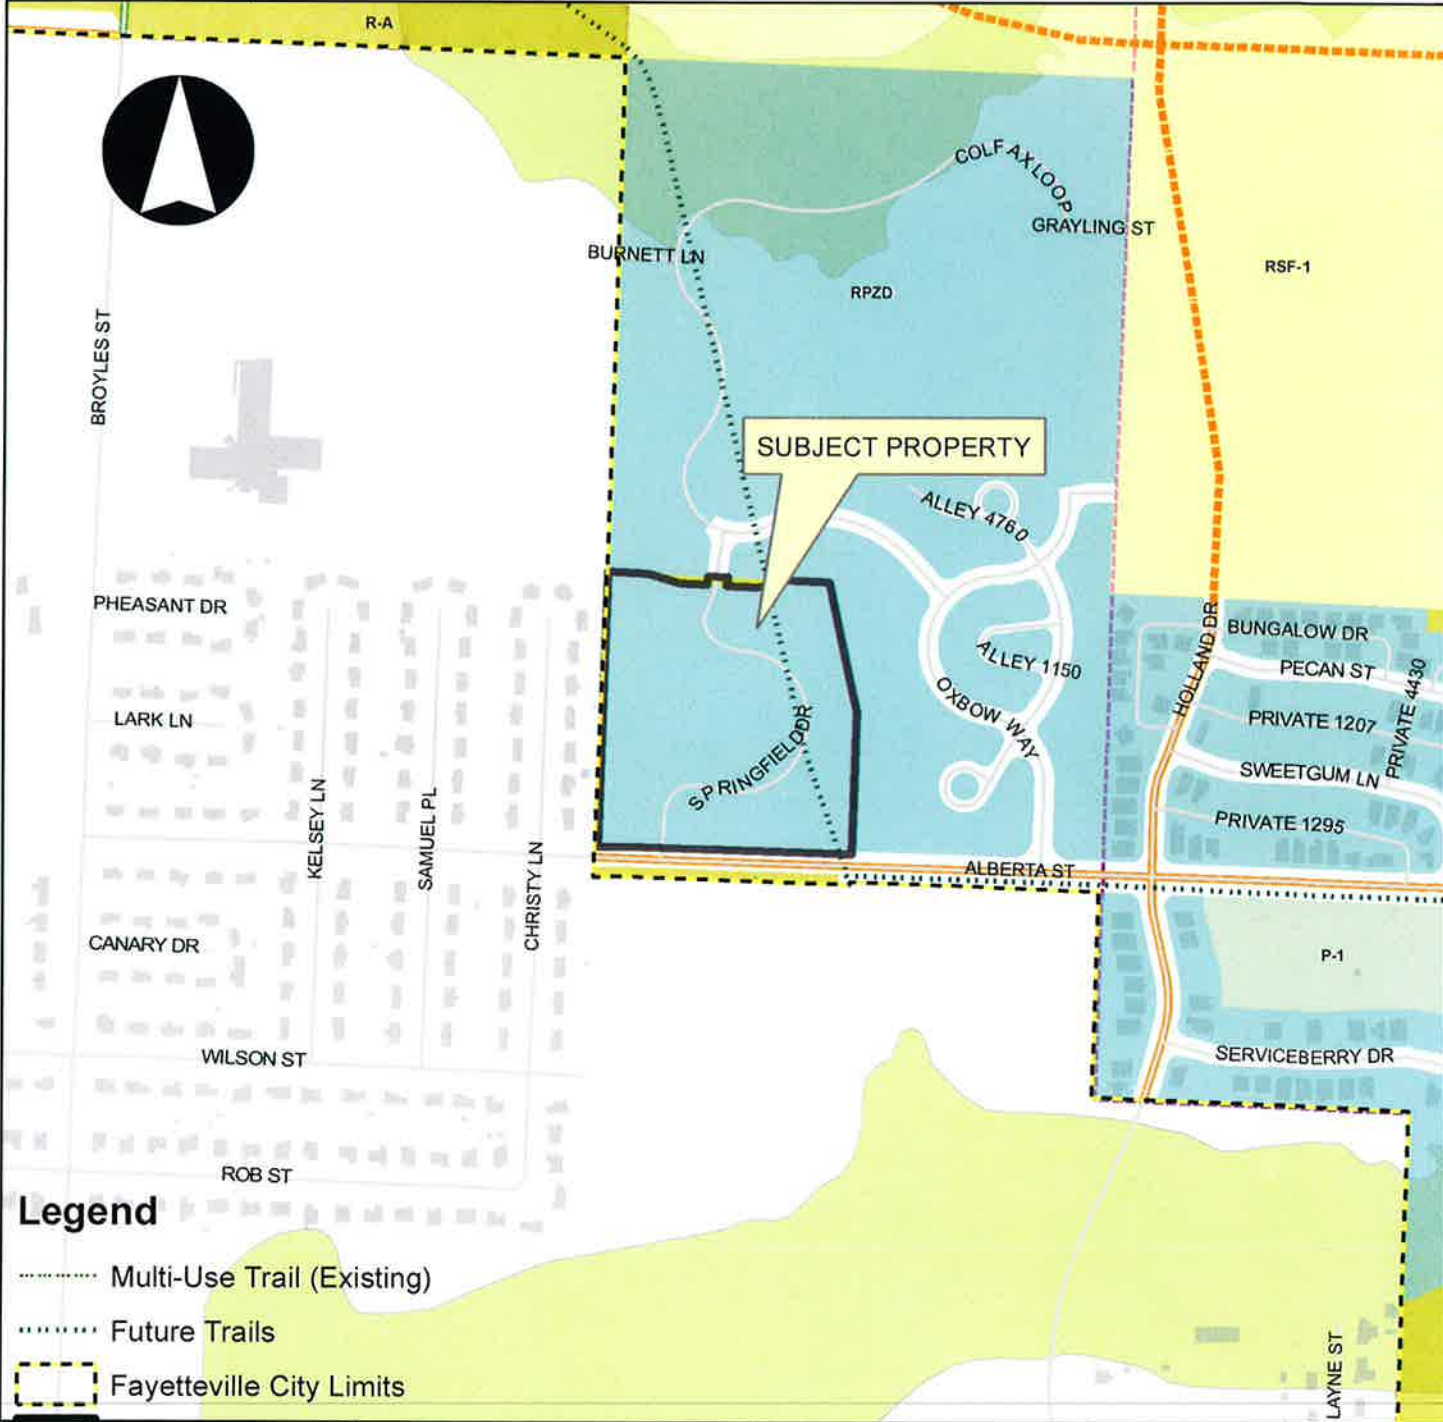 R-A
COLFAX LOOP
GRAYLING ST
BURNETT LN
RSF-1
RPZD
BROYLES ST
SUBJECT PROPERTY
ALLEY 4760
PHEASANT DR
HOLLAND DR
BUNGALOW DR
PECAN ST
ALLEY 1150
PRIVATE 4430
LARK LN
OXBOW WAY
PRIVATE 1207
SPRINGFIELD DR
SWEETGUM LN
KELSEY LN
SAMUEL PL
PRIVATE 1295
CHRISTY LN
ALBERTA ST
CANARY DR
P-1
WILSON ST
SERVICEBERRY DR
ROB ST
Legend
Multi-Use Trail (Existing)
Future Trails
Fayetteville City Limits
LAYNE ST